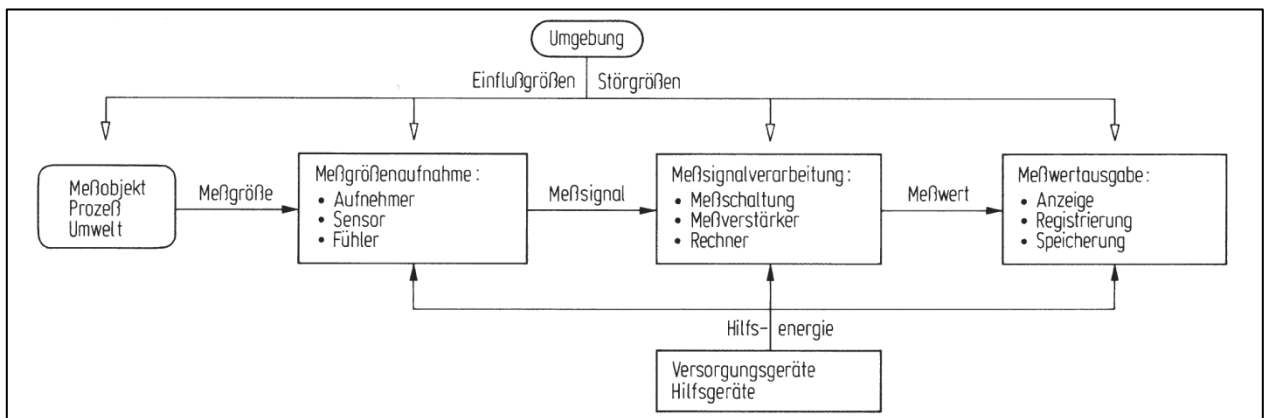 Umgebung
Einflußgrößen Störgrößen
Meßobjekt
Prozeß
Umwelt
Meßgröße
Meßgrößenaufnahme:
• Aufnehmer
• Sensor
• Fühler
Meßsignal
Meßsignalverarbeitung:
• Meßschaltung
• Meßverstärker
• Rechner
Meßwert
Meßwertausgabe:
• Anzeige
• Registrierung
• Speicherung
Hilfs-energie
Versorgungsgeräte
Hilfsgeräte